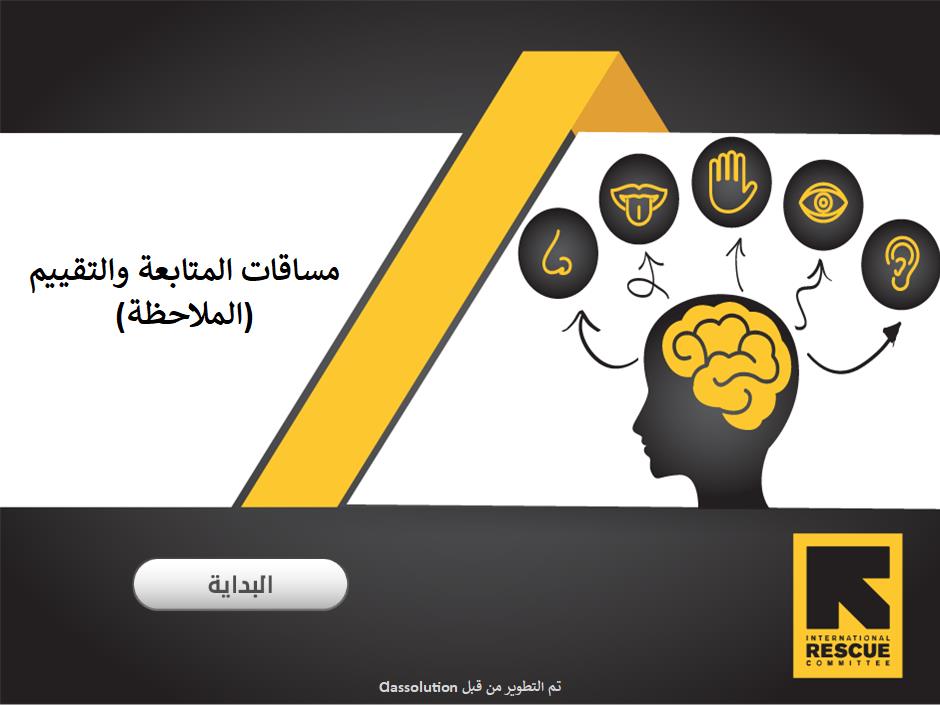 مساقات المتابعة والتقييم
(الملاحظة)
البداية
INTERNATIONAL
RESCUE
COMMITTEE
تم التطوير من قبل Classolution